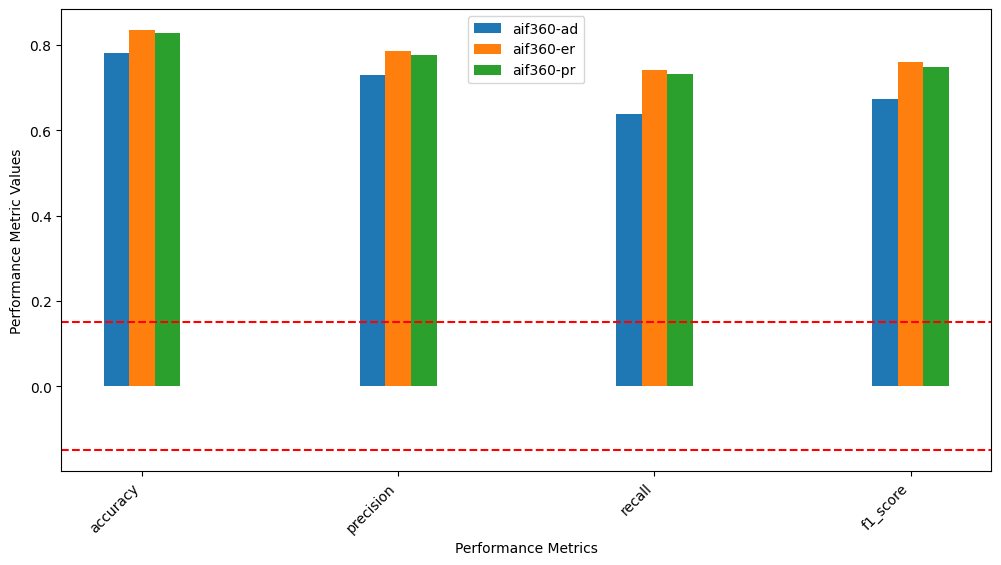 aif360-ad
aif360-er
aif360-pr
Performance Metric Values
0.8
0.6
0.4
0.2
0.0
accuracy
precision
recall
f1_score
Performance Metrics